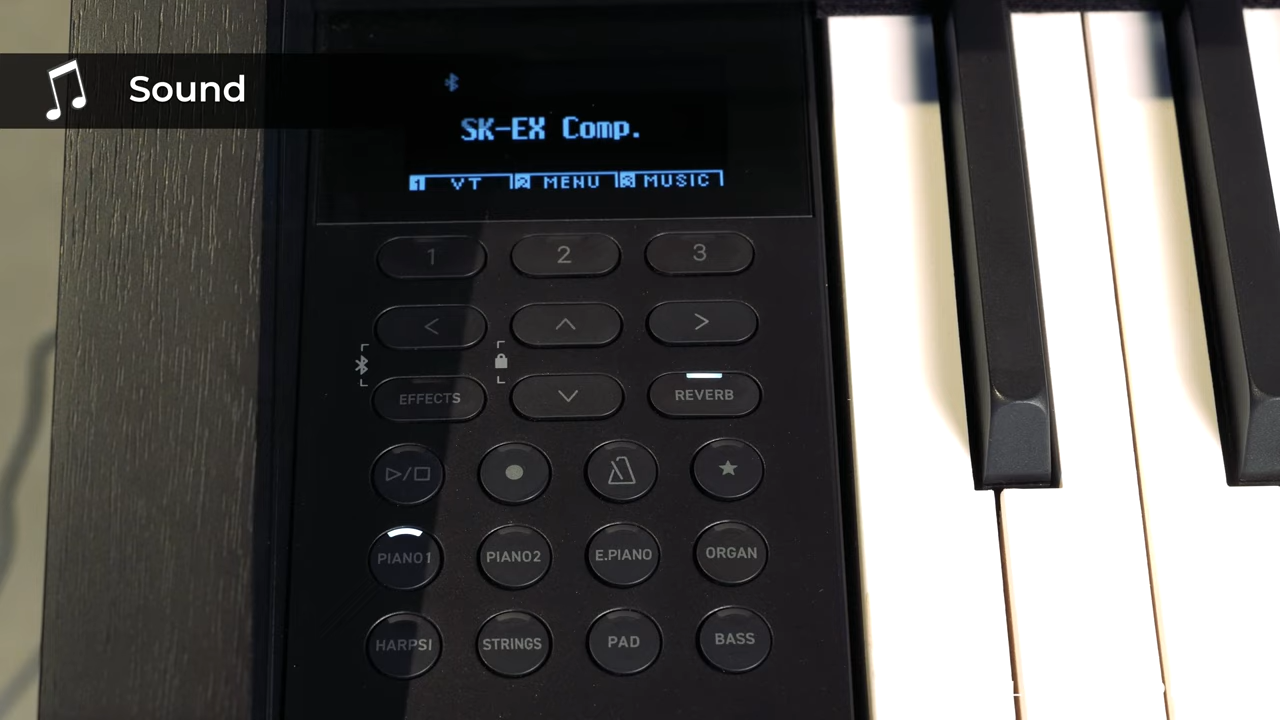 Sound
SK-EX Comp.
1 VT 2 MENU 3 MUSIC
1 2 3
EFFECTS REVERB
PIANO1 PIANO2 E.PIANO ORGAN
HARPSI STRINGS PAD BASS